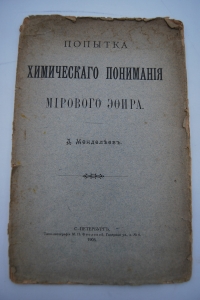 ПОПЫТКА
ХИМИЧЕСКАГО ПОНИМАНІЯ
МІРОВОГО ЭѲИРА.
Д. Менделѣевъ.
С.-ПЕТЕРБУРГЪ.